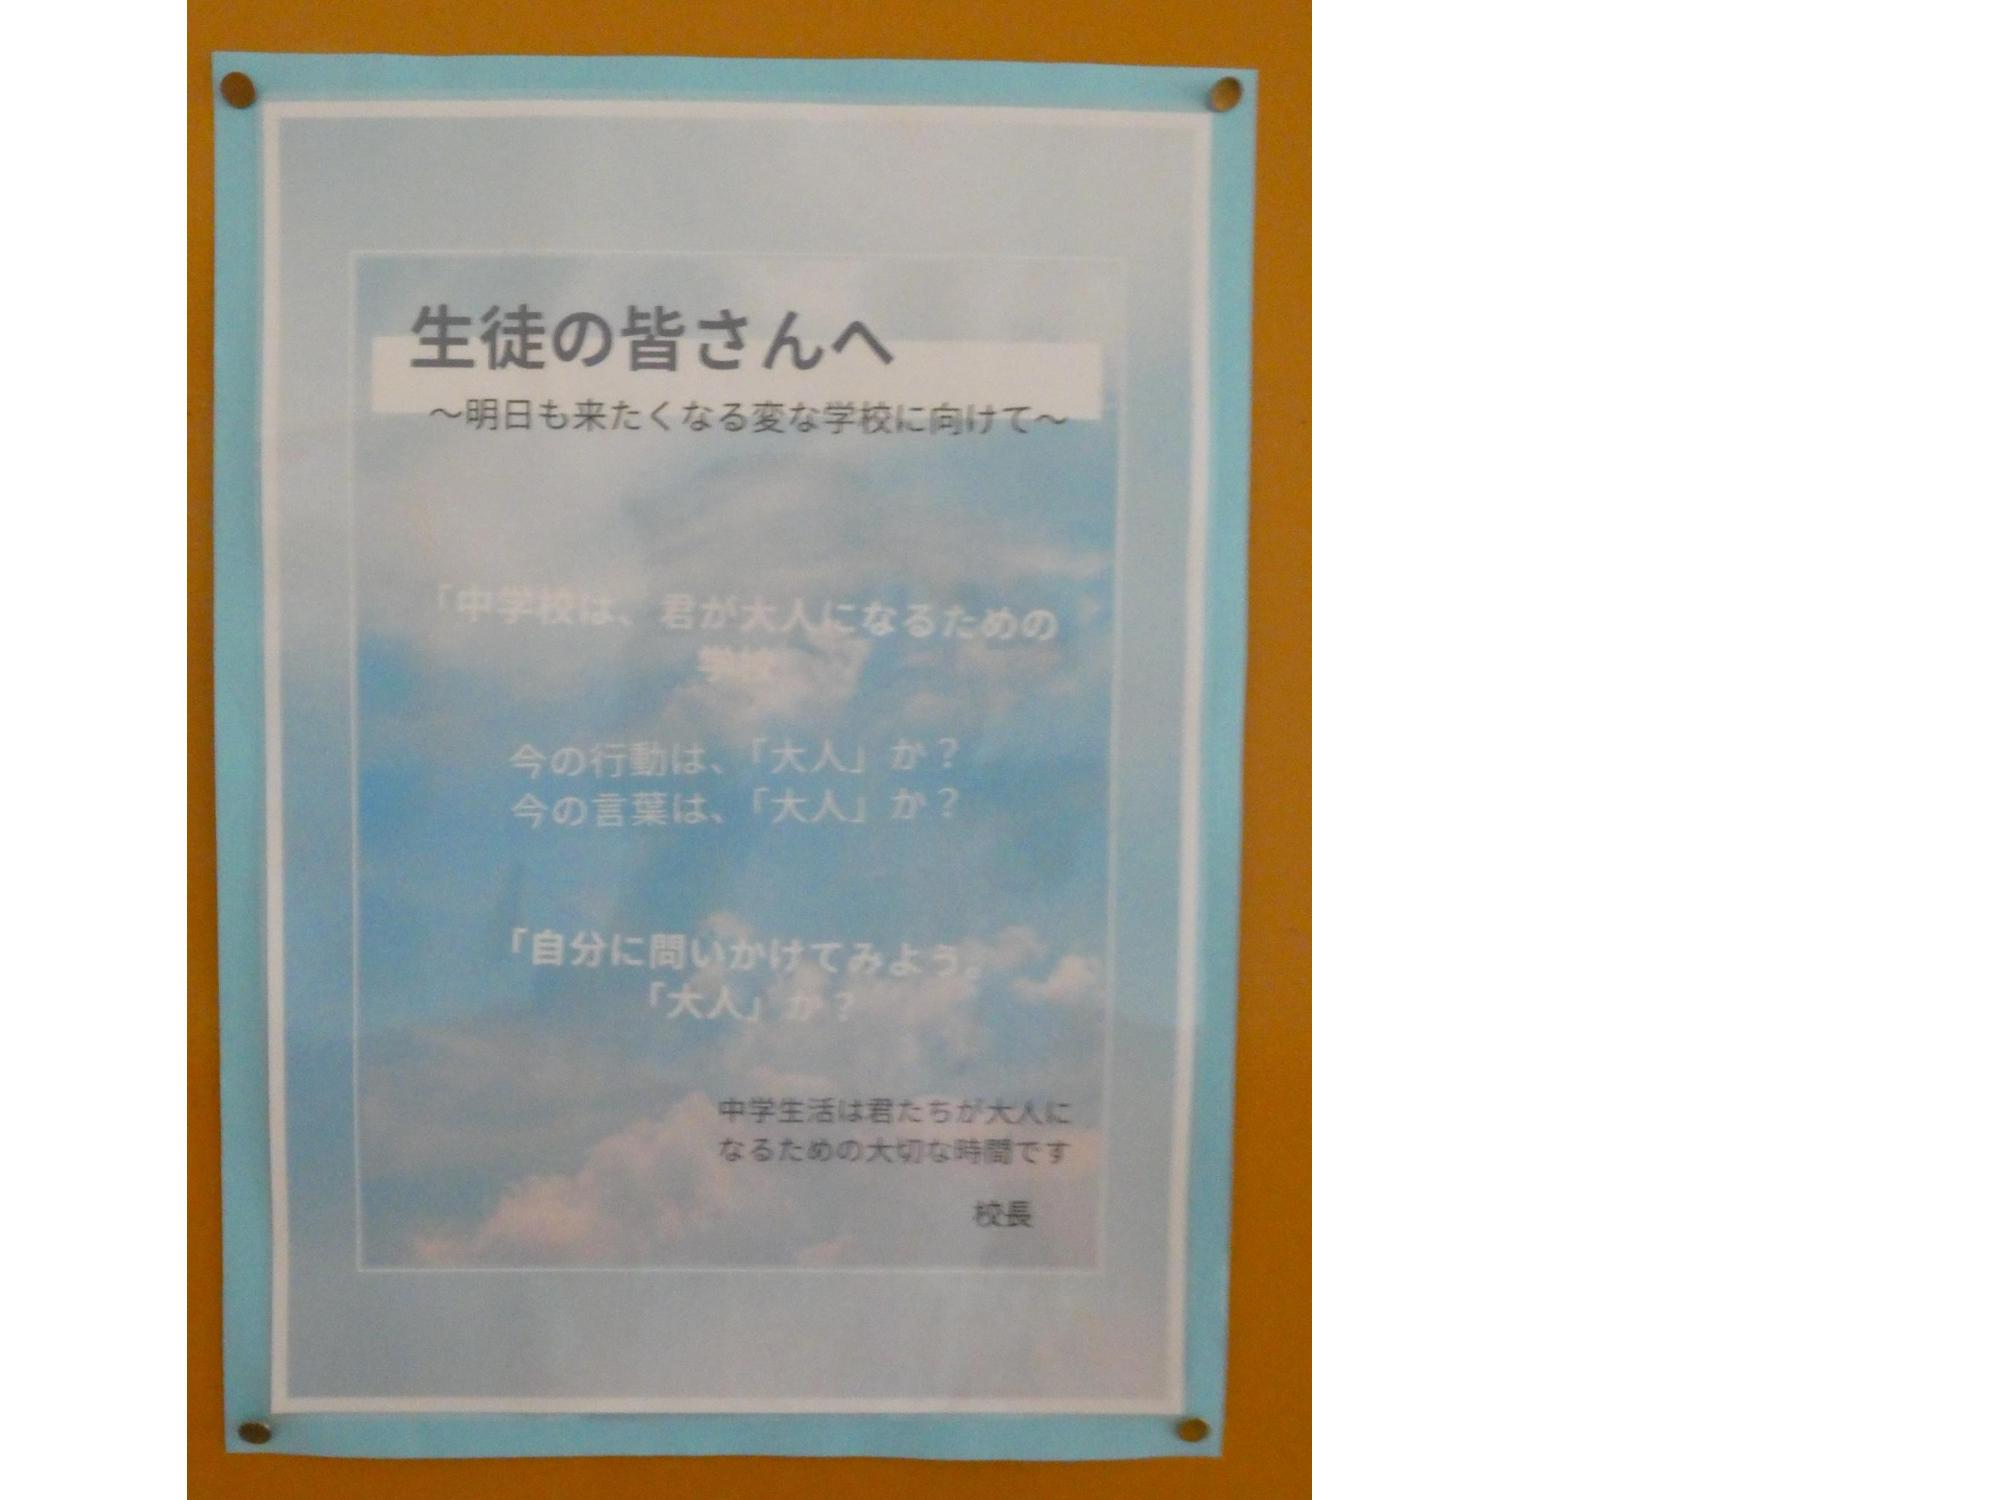 生徒の皆さんへ
～明日も来たくなる変な学校に向けて～
「中学校は、君が大人になるための
学校
今の行動は、「大人」か？
今の言葉は、「大人」か？
「自分に問いかけてみよう。
「大人」か？
中学生活は君たちが大人に
なるための大切な時間です
校長